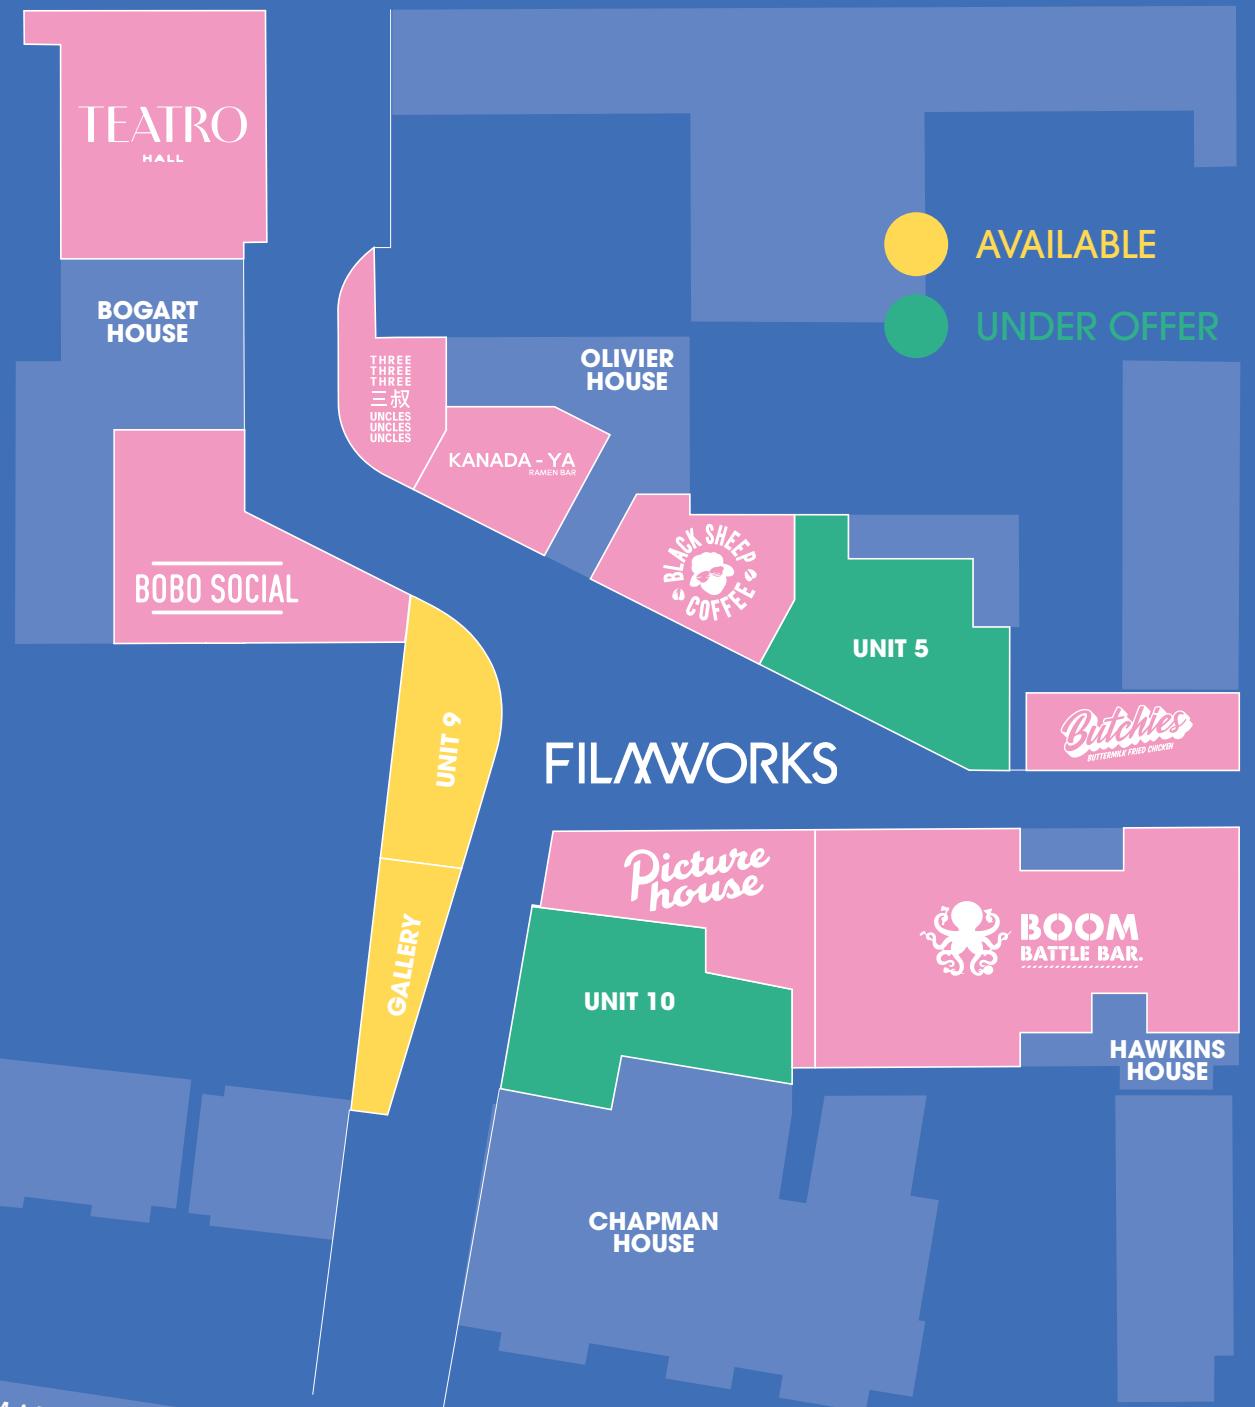 TEATRO
HALL
BOGART
HOUSE
AVAILABLE
UNDER OFFER
OLIVIER
HOUSE
THREE
THREE
THREE
三叔
UNCLES
UNCLES
UNCLES
KANADA - YA
RAMEN BAR
BLACK SHEEP
COFFEE
BOBO SOCIAL
UNIT 5
UNIT 9
Butchies
BUTTERMILK FRIED CHICKEN
FILMWORKS
Picture
house
BOOM
BATTLE BAR.
GALLERY
UNIT 10
HAWKINS
HOUSE
CHAPMAN
HOUSE